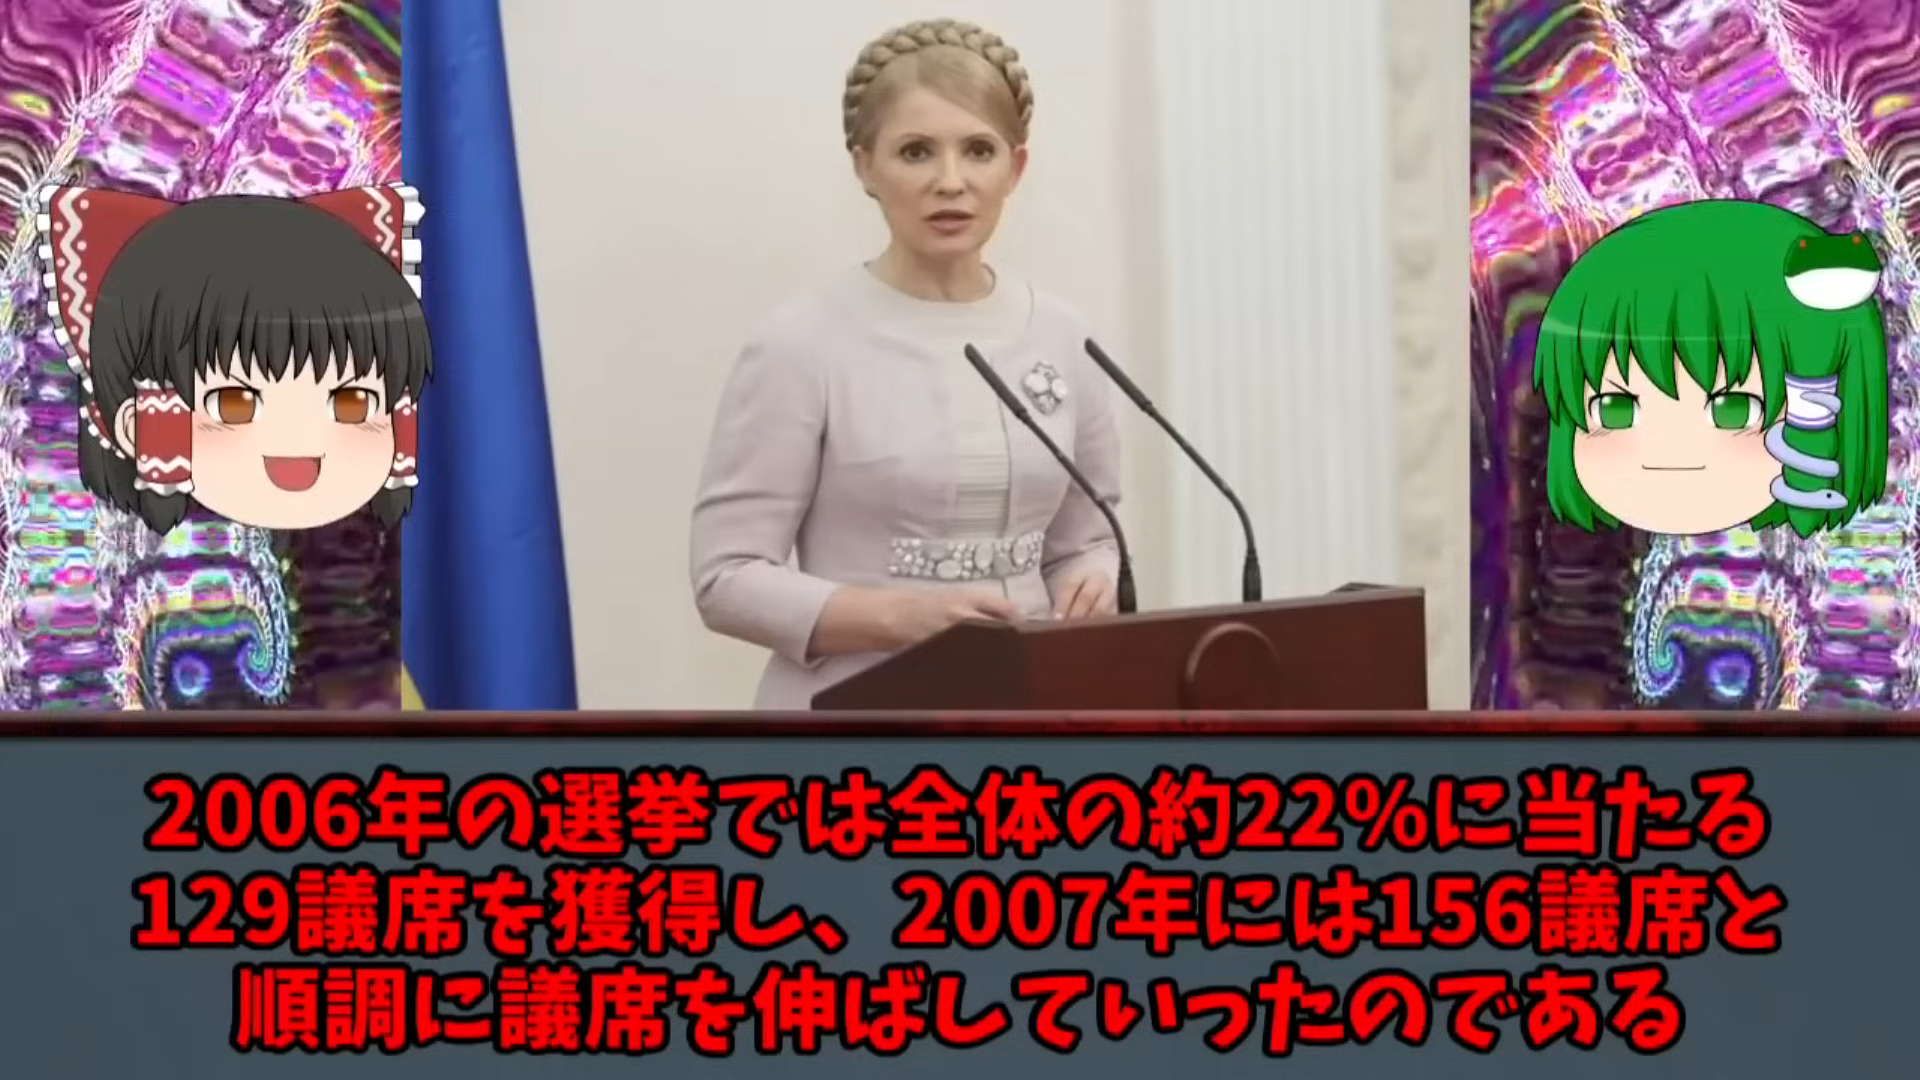 2006年の選挙では全体の約22%に当たる
129議席を獲得し、2007年には156議席と
順調に議席を伸ばしていったのである